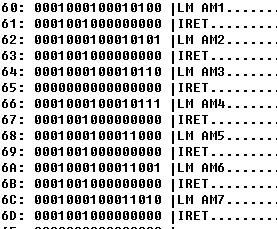 60: 0001000100010100 |LM AM1.......
61: 0001001000000000 |IRET.........
62: 0001000100010101 |LM AM2.......
63: 0001001000000000 |IRET.........
64: 0001000100010110 |LM AM3.......
65: 0000000000000000 |IRET.........
66: 0001000100010111 |LM AM4.......
67: 0001001000000000 |IRET.........
68: 0001000100011000 |LM AM5.......
69: 0001001000000000 |IRET.........
6A: 0001000100011001 |LM AM6.......
6B: 0001001000000000 |IRET.........
6C: 0001000100011010 |LM AM7.......
6D: 0001001000000000 |IRET.........